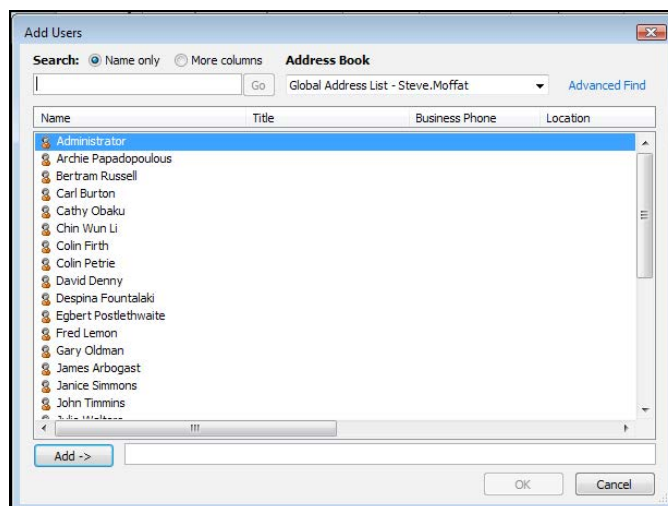 Add Users
Search: Name only More columns Address Book
Go Global Address List - Steve.Moffat Advanced Find
Name Title Business Phone Location
Administrator
Archie Papadopoulous
Bertram Russell
Carl Burton
Cathy Obaku
Chin Wun Li
Colin Firth
Colin Petrie
David Denny
Despina Fountalaki
Egbert Postlethwaite
Fred Lemon
Gary Oldman
James Arbogast
Janice Simmons
John Timmins
Add ->
OK Cancel